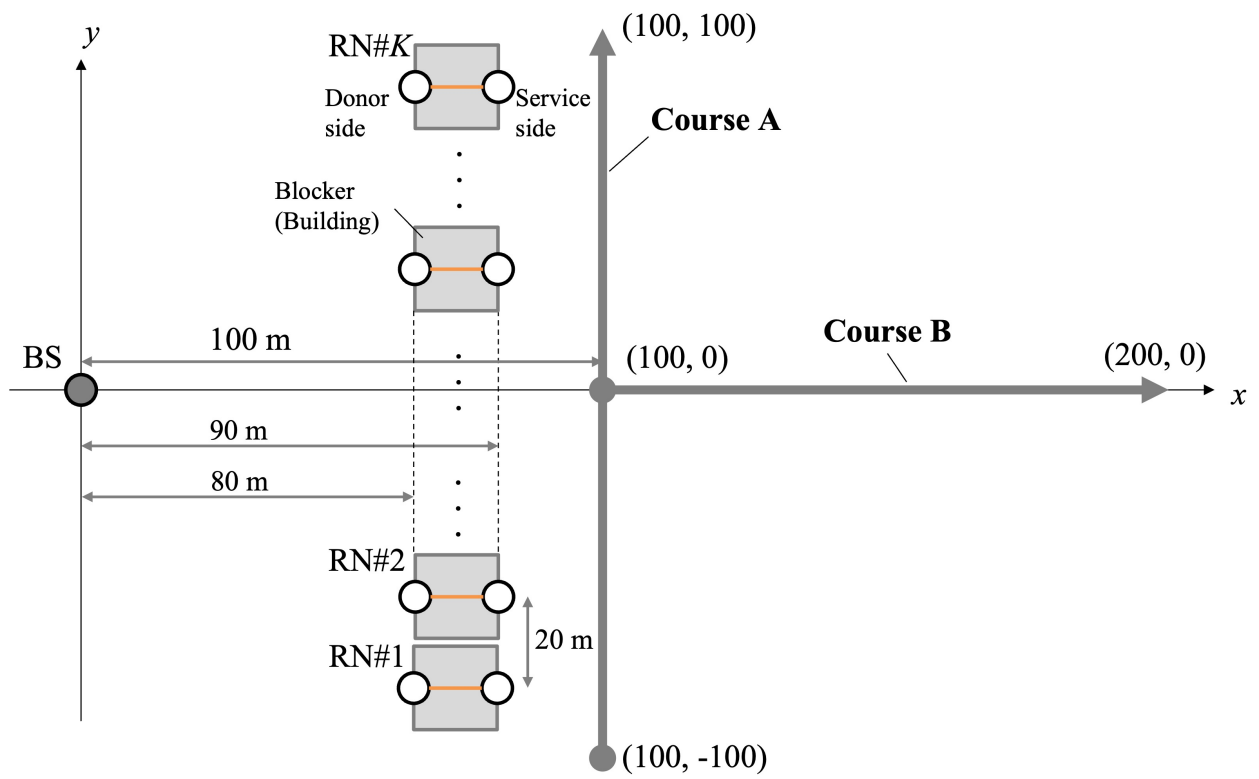 y
RN#K
(100, 100)
Donor
side
Service
side
Course A
Blocker
(Building)
100 m
Course B
BS
(100, 0)
(200, 0)
x
90 m
80 m
RN#2
20 m
RN#1
(100, -100)